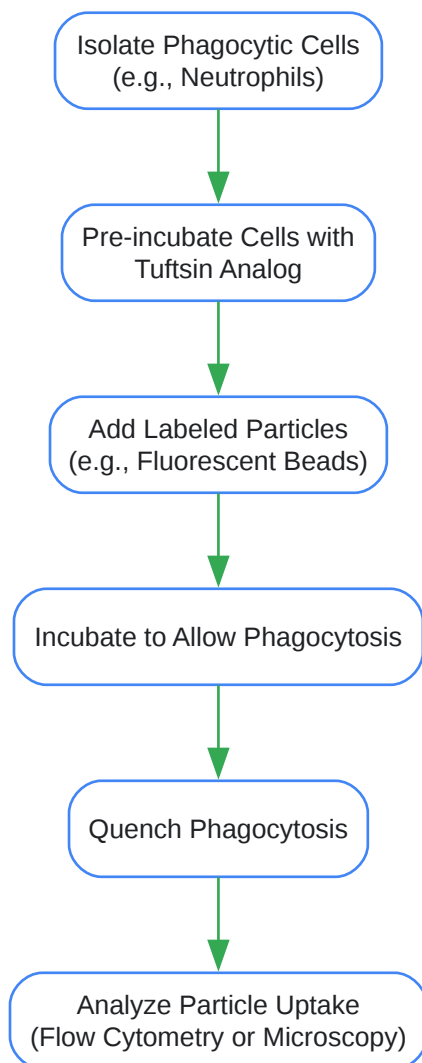 Isolate Phagocytic Cells
(e.g., Neutrophils)
Pre-incubate Cells with
Tuftsin Analog
Add Labeled Particles
(e.g., Fluorescent Beads)
Incubate to Allow Phagocytosis
Quench Phagocytosis
Analyze Particle Uptake
(Flow Cytometry or Microscopy)